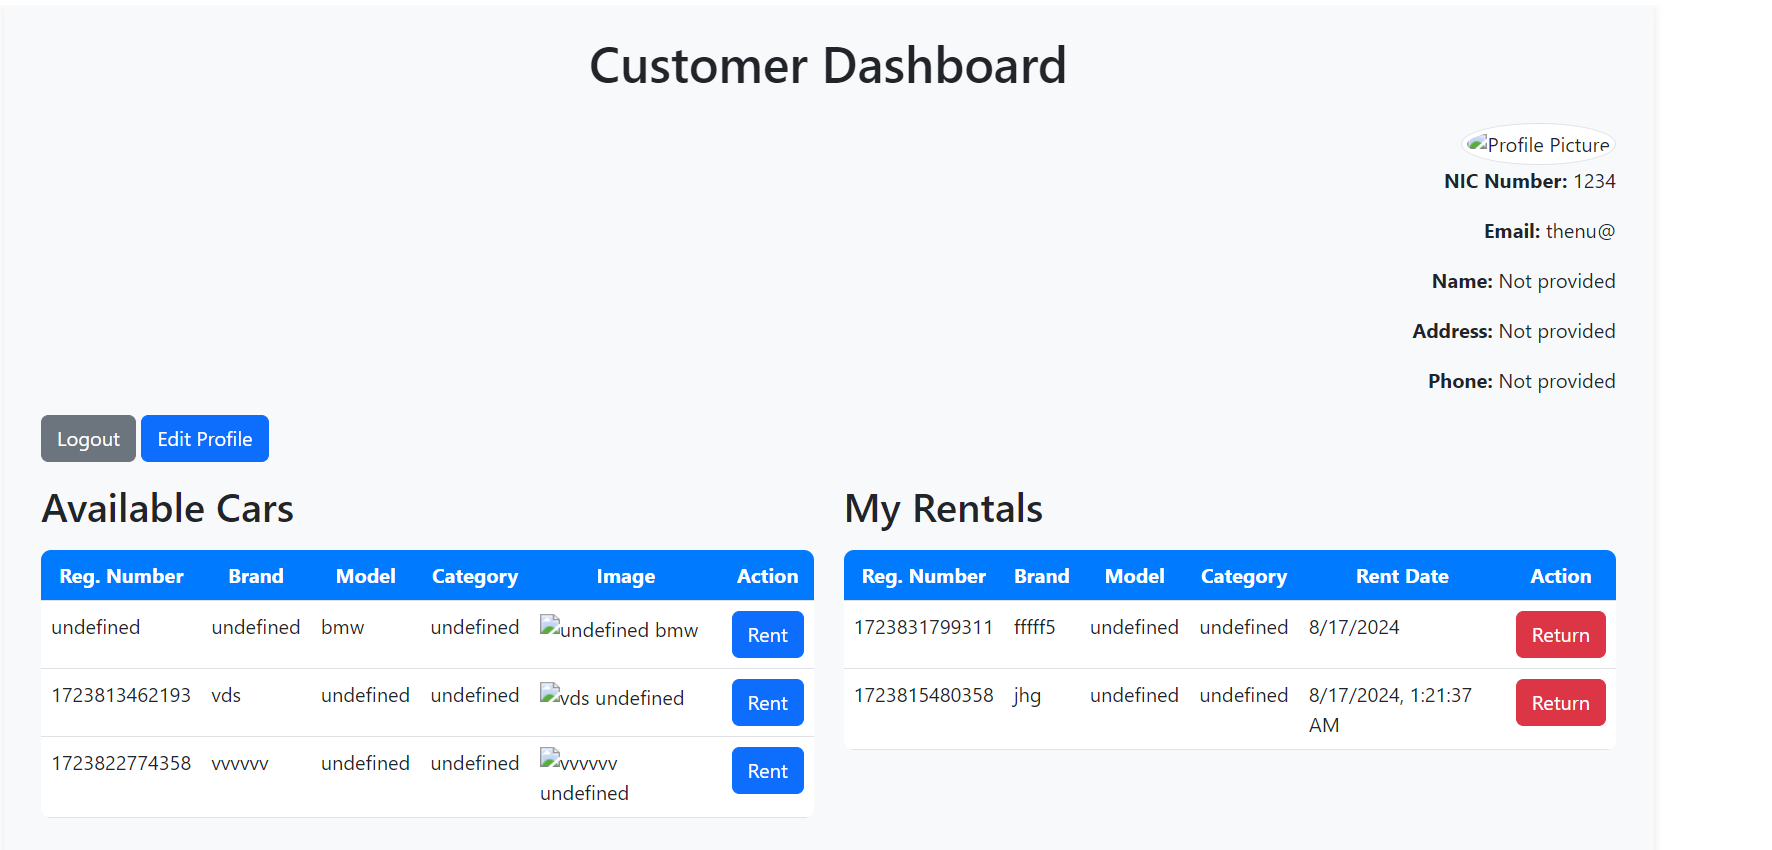 Customer Dashboard
Profile Picture
NIC Number: 1234
Email: thenu@
Name: Not provided
Address: Not provided
Phone: Not provided
Logout Edit Profile
Available Cars
Reg. Number Brand Model Category Image Action
undefined undefined bmw undefined undefined bmw Rent
1723813462193 vds undefined undefined vds undefined Rent
1723822774358 vvvvvv undefined undefined vvvvvv Rent
undefined
My Rentals
Reg. Number Brand Model Category Rent Date Action
1723831799311 fffff5 undefined undefined 8/17/2024 Return
1723815480358 jhg undefined undefined 8/17/2024, 1:21:37 Return
AM